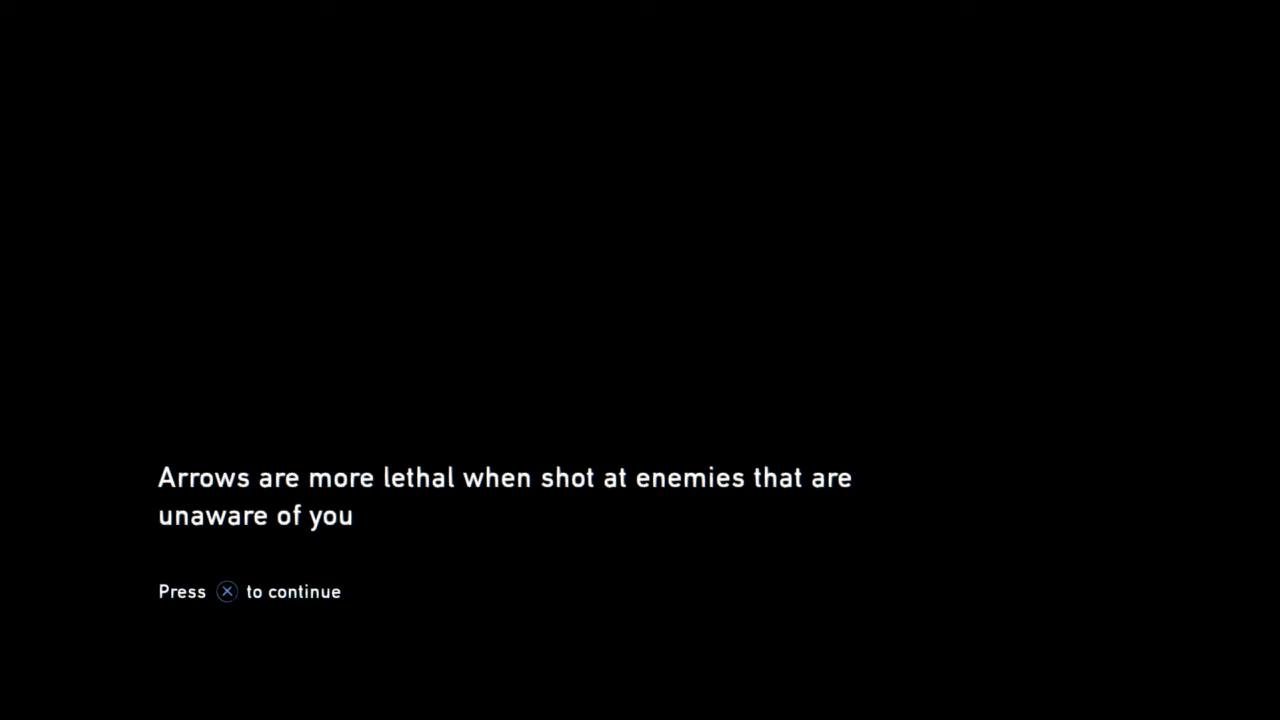 Arrows are more lethal when shot at enemies that are
unaware of you
Press ⓧ to continue